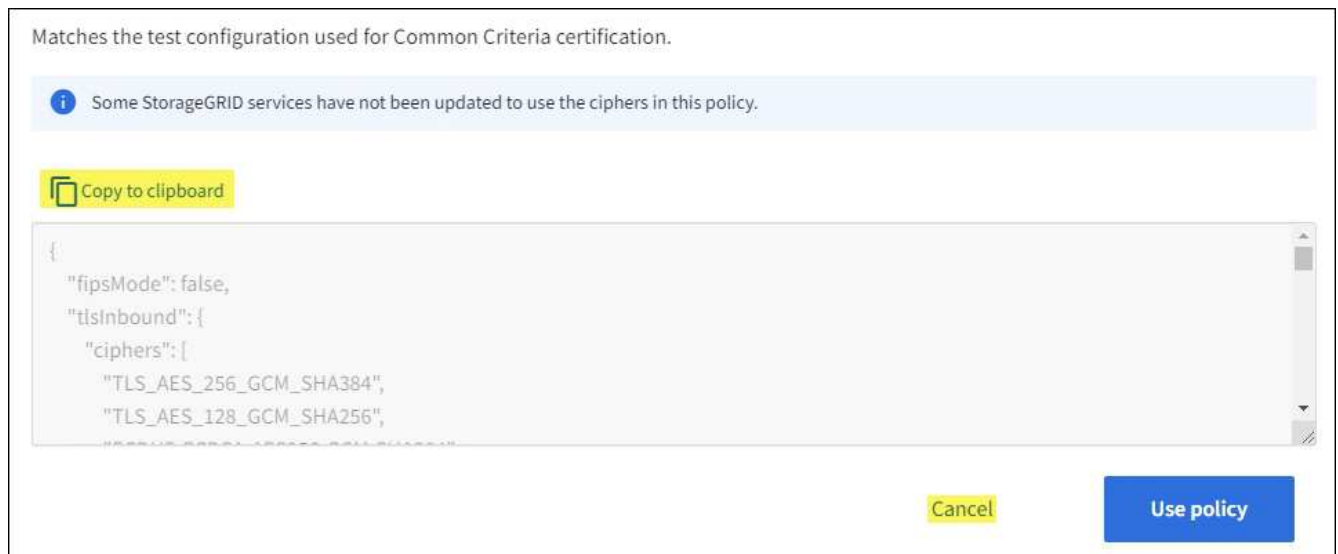 Matches the test configuration used for Common Criteria certification.
Some StorageGRID services have not been updated to use the ciphers in this policy.
Copy to clipboard
{
"fipsMode": false,
"tlsInbound": {
"ciphers": [
"TLS_AES_256_GCM_SHA384",
"TLS_AES_128_GCM_SHA256",
Cancel
Use policy